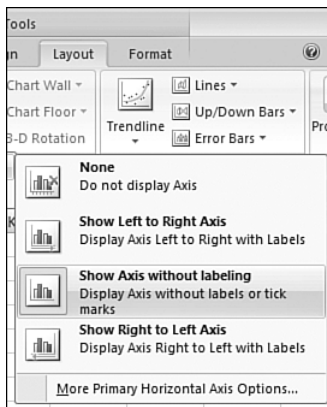 Tools
Layout
Format
Chart Wall
Chart Floor
3-D Rotation
Trendline
Lines
Up/Down Bars
Error Bars
None
Do not display Axis
Show Left to Right Axis
Display Axis Left to Right with Labels
Show Axis without labeling
Display Axis without labels or tick
marks
Show Right to Left Axis
Display Axis Right to Left with Labels
More Primary Horizontal Axis Options...